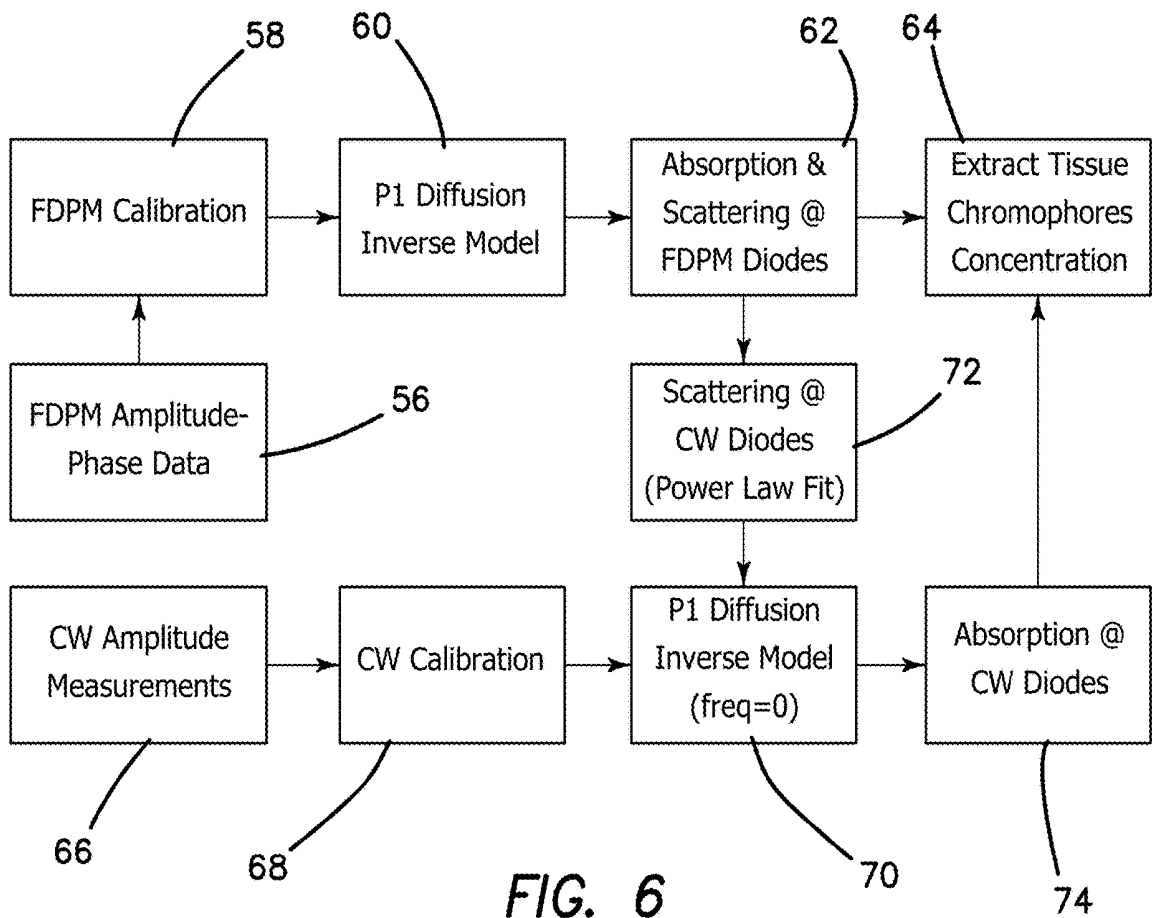 58
60
62
64
FDPM Calibration
P1 Diffusion
Inverse Model
Absorption &
Scattering @
FDPM Diodes
Extract Tissue
Chromophores
Concentration
FDPM Amplitude-
Phase Data
56
Scattering @
CW Diodes
(Power Law Fit)
72
CW Amplitude
Measurements
CW Calibration
P1 Diffusion
Inverse Model
(freq=0)
Absorption @
CW Diodes
66
68
70
74
FIG. 6